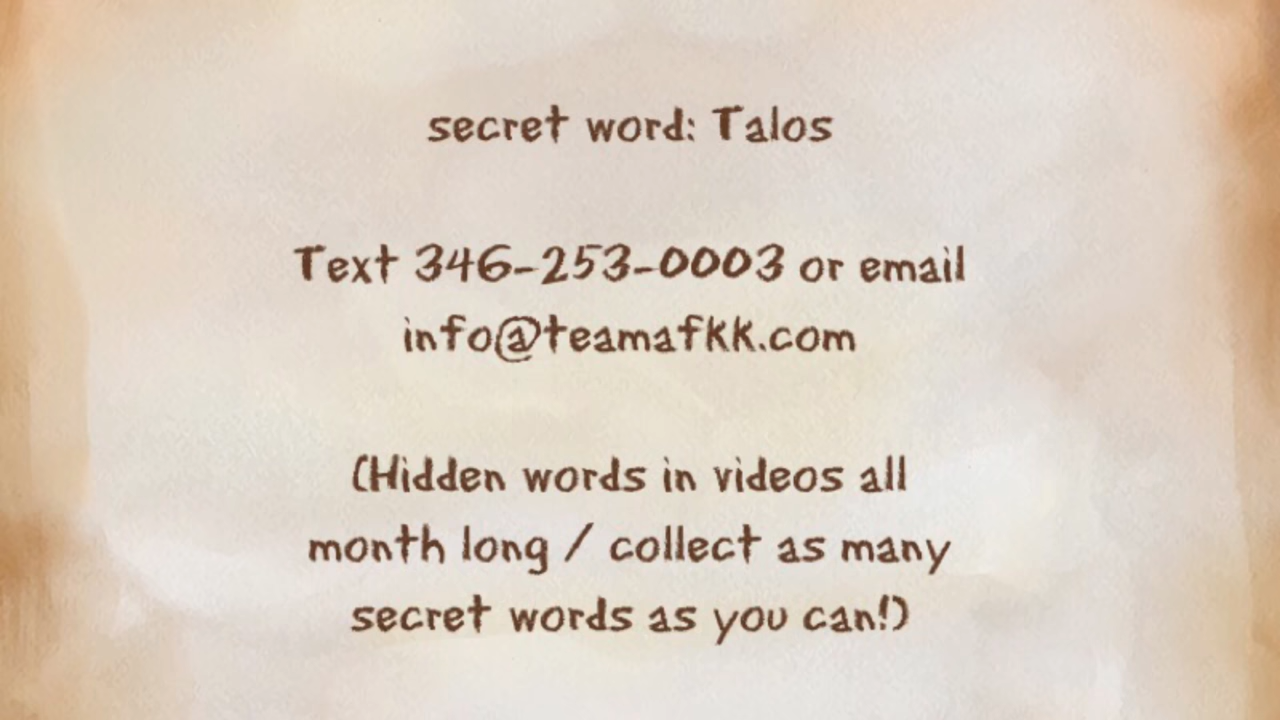 secret word: Talos
Text 346-253-0003 or email
info@teamafkk.com
(Hidden words in videos all
month long / collect as many
secret words as you can!)